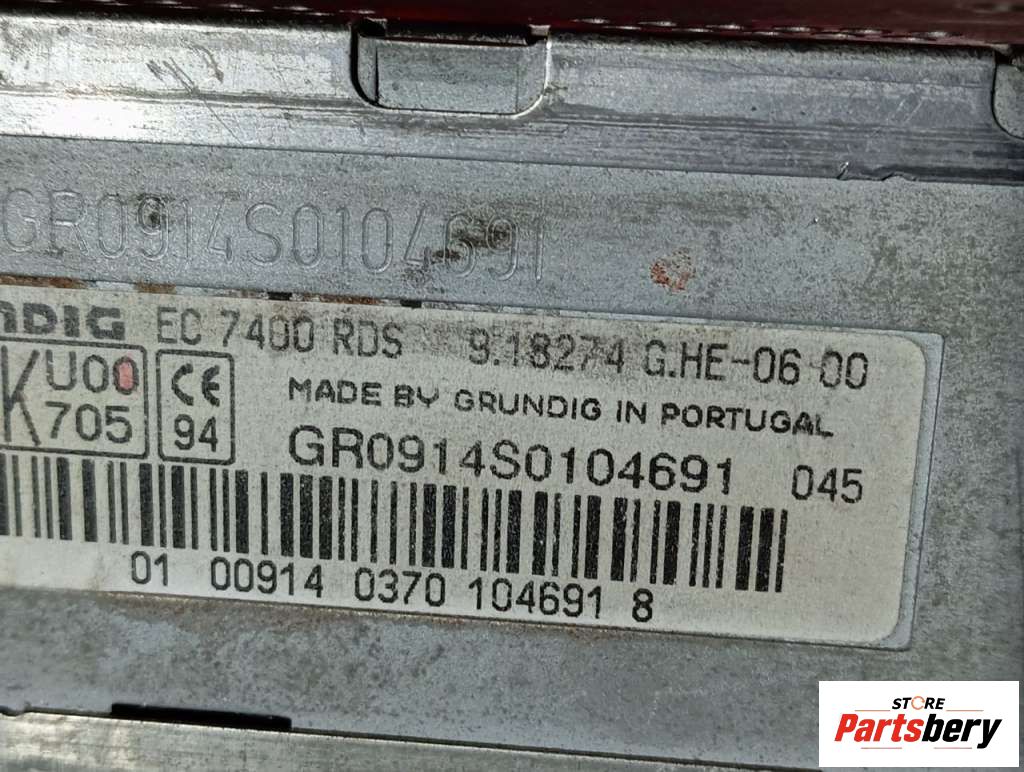 GR0914S0104691
NDIG EC 7400 RDS 9.18274 G.HE-06 00
KU00
705
CE
94
MADE BY GRUNDIG IN PORTUGAL
GR0914S0104691 045
01 00914 0370 104691 8
STORE
Partsbery